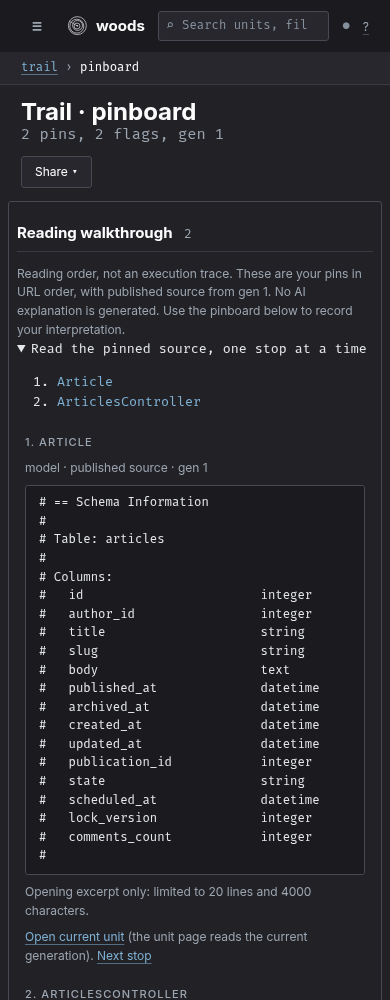 ≡ woods ⌕ Search units, fil ● ?
trail › pinboard
Trail · pinboard
2 pins, 2 flags, gen 1
Share ▾
Reading walkthrough 2
Reading order, not an execution trace. These are your pins in
URL order, with published source from gen 1. No AI
explanation is generated. Use the pinboard below to record
your interpretation.
▼ Read the pinned source, one stop at a time
1. Article
2. ArticlesController
1. ARTICLE
model · published source · gen 1
# == Schema Information
#
# Table: articles
#
# Columns:
#   id                        integer
#   author_id                 integer
#   title                     string
#   slug                      string
#   body                      text
#   published_at              datetime
#   archived_at               datetime
#   created_at                datetime
#   updated_at                datetime
#   publication_id            integer
#   state                     string
#   scheduled_at              datetime
#   lock_version              integer
#   comments_count            integer
#
Opening excerpt only: limited to 20 lines and 4000
characters.
Open current unit (the unit page reads the current
generation). Next stop
2. ARTICLESCONTROLLER